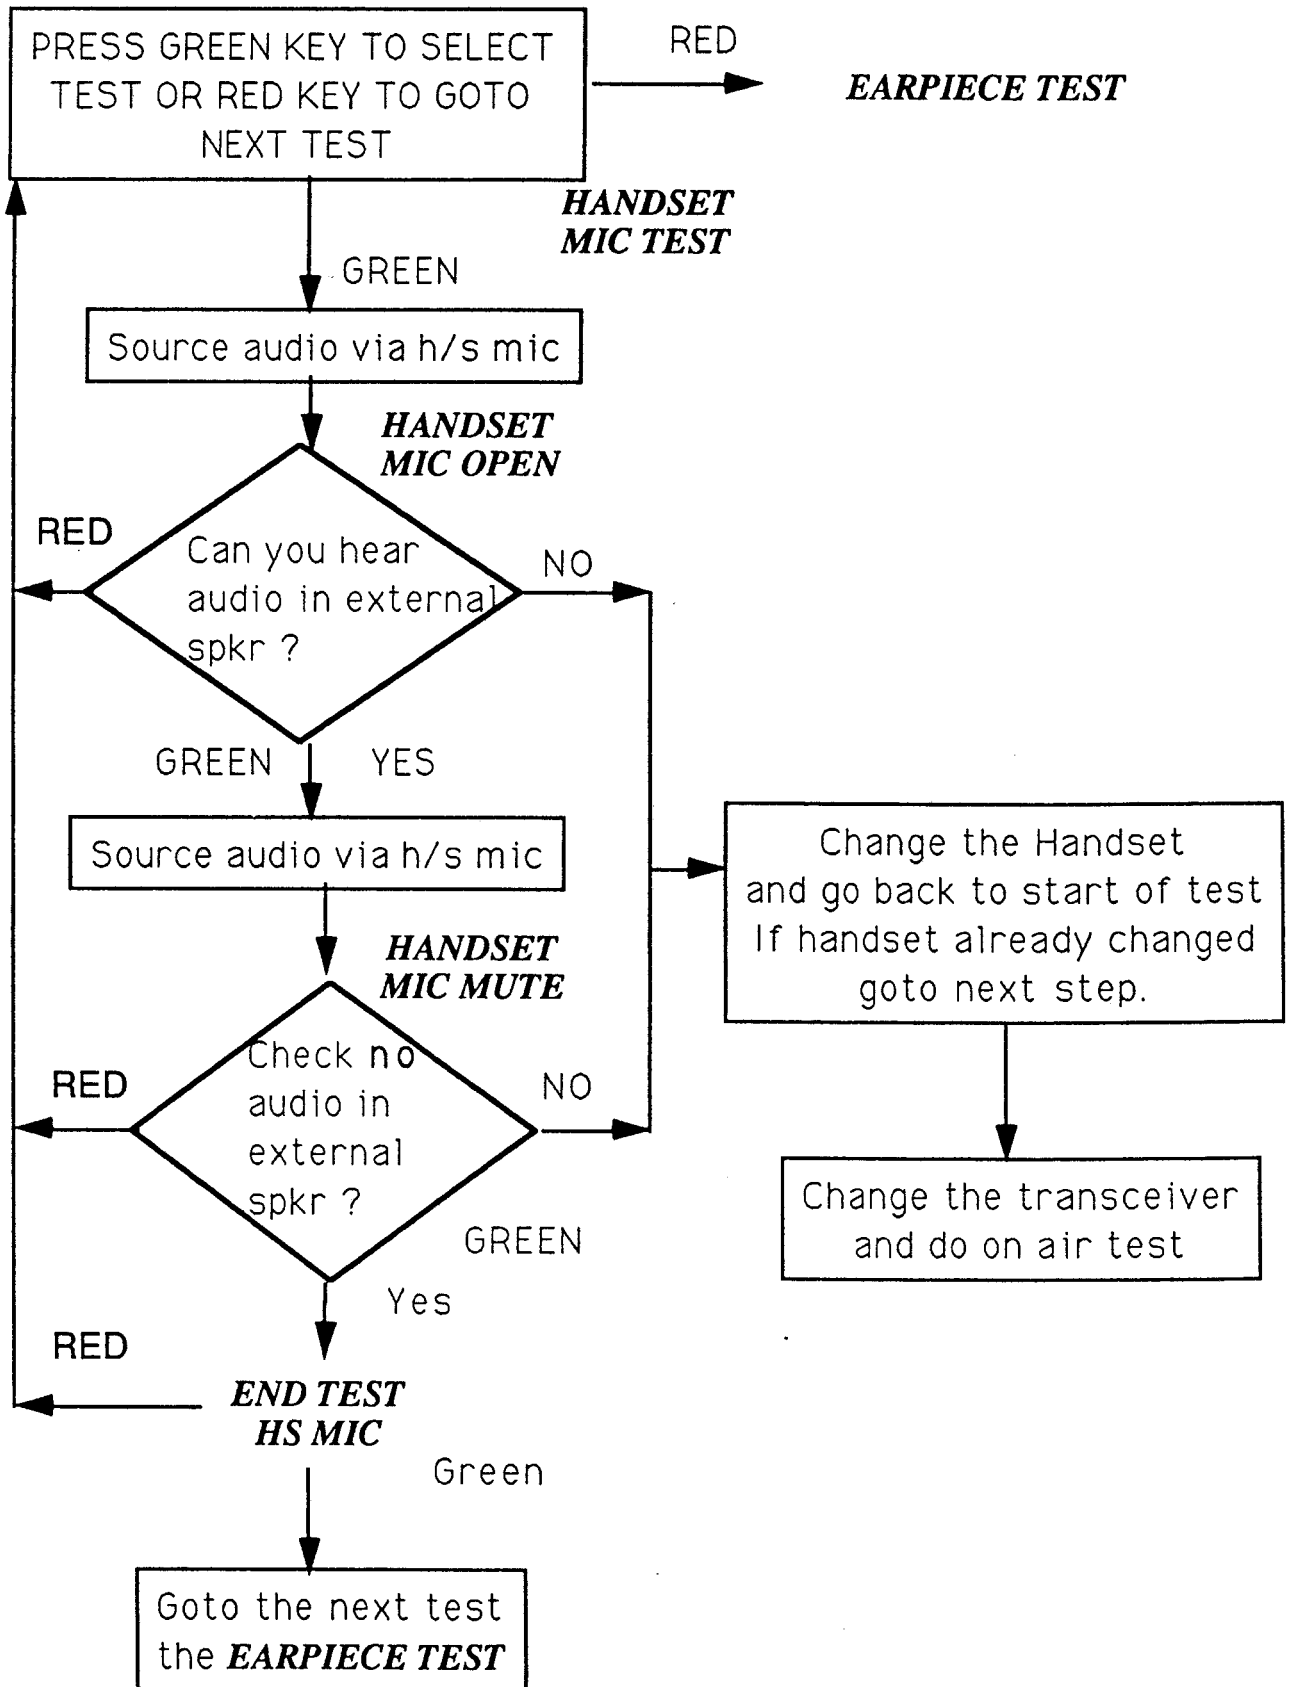 PRESS GREEN KEY TO SELECT
TEST OR RED KEY TO GOTO
NEXT TEST
RED
EARPIECE TEST
HANDSET
MIC TEST
GREEN
Source audio via h/s mic
HANDSET
MIC OPEN
RED
Can you hear
audio in external
spkr ?
NO
GREEN YES
Source audio via h/s mic
Change the Handset
and go back to start of test
If handset already changed
goto next step.
HANDSET
MIC MUTE
RED
Check no
audio in
external
spkr ?
NO
GREEN
Yes
Change the transceiver
and do on air test
RED
END TEST
HS MIC
Green
Goto the next test
the EARPIECE TEST